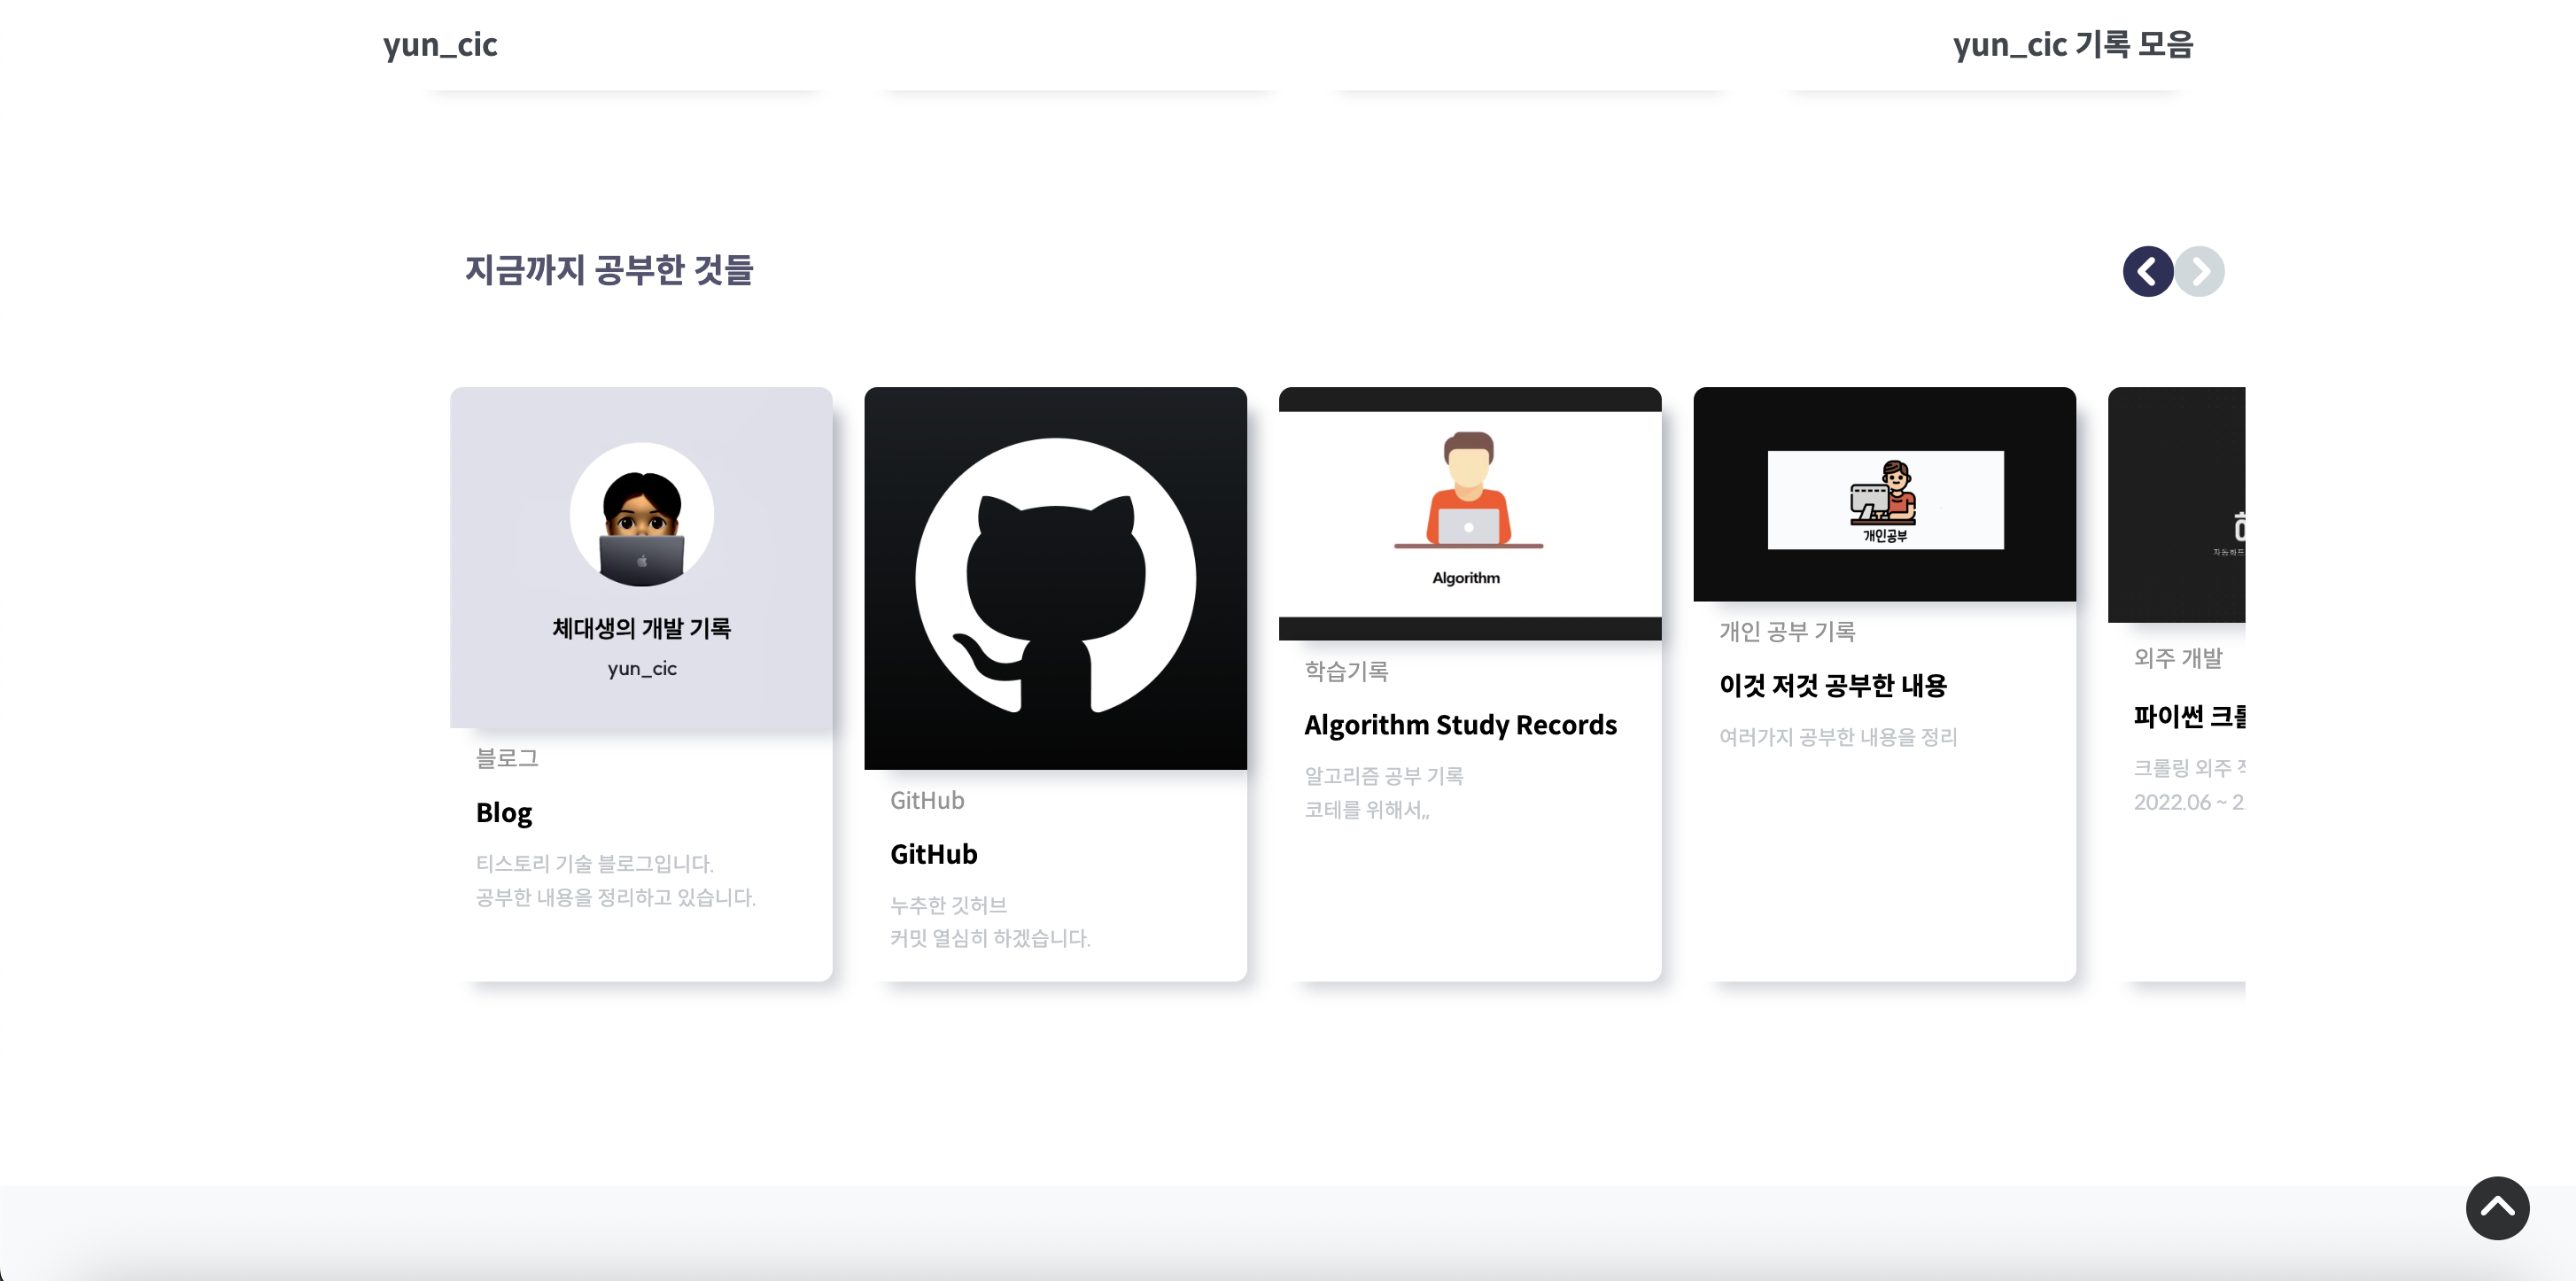 yun_cic
yun_cic 기록 모음
지금까지 공부한 것들
체대생의 개발 기록
yun_cic
블로그
Blog
티스토리 기술 블로그입니다.
공부한 내용을 정리하고 있습니다.
GitHub
GitHub
누추한 깃허브
커밋 열심히 하겠습니다.
Algorithm
학습기록
Algorithm Study Records
알고리즘 공부 기록
코테를 위해서,,
개인공부
개인 공부 기록
이것 저것 공부한 내용
여러가지 공부한 내용을 정리
외주 개발
파이썬
크롤링 외주
2022.06 ~ 2